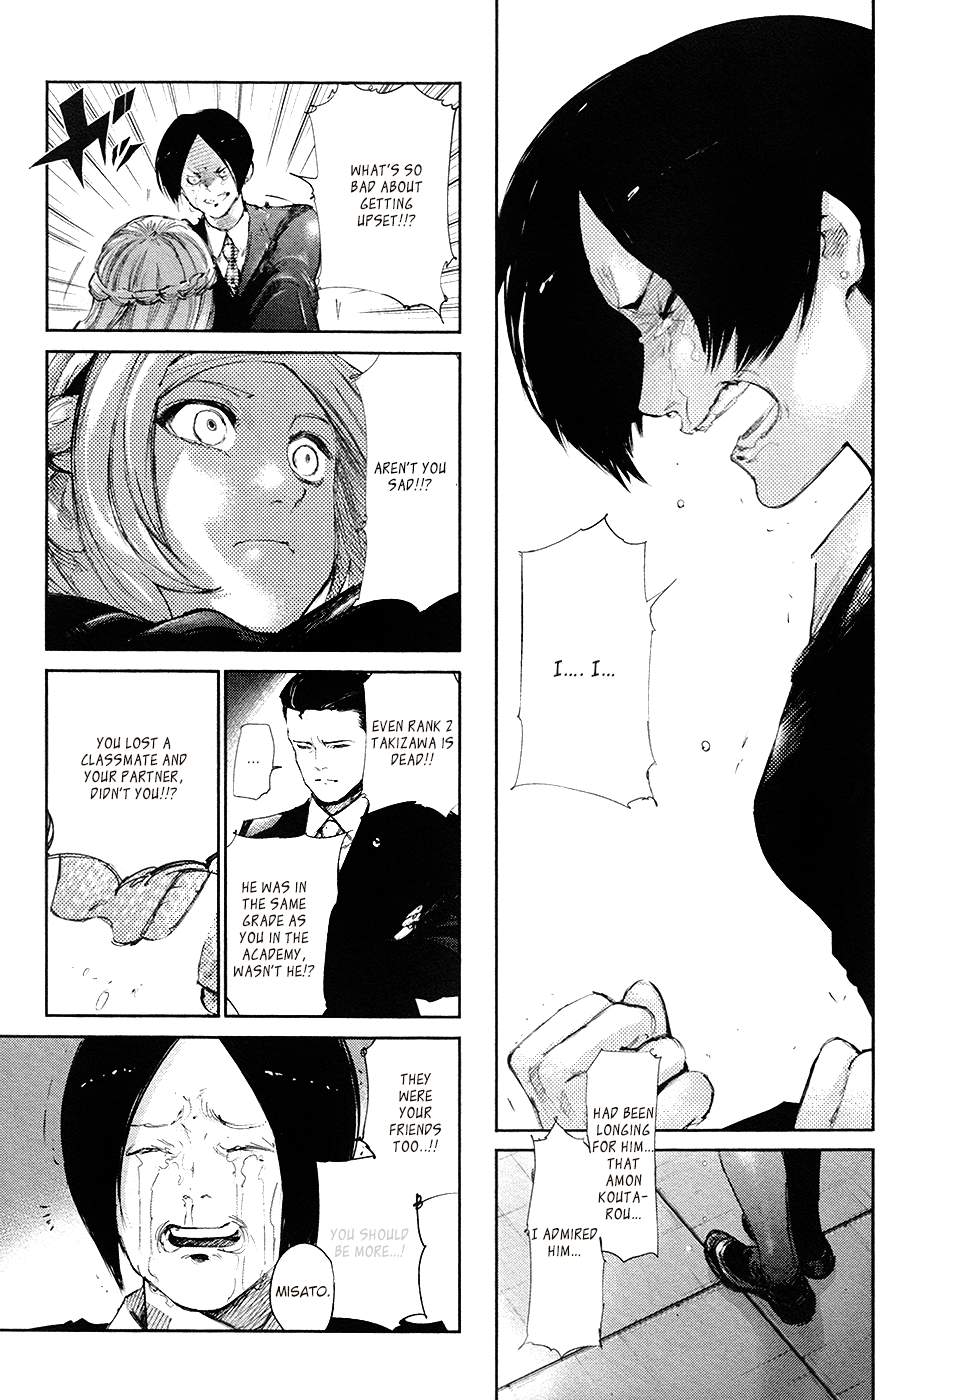 I.... I...
HAD BEEN
LONGING
FOR HIM...
THAT
AMON
KOUTA-
ROU...
I ADMIRED
HIM...
WHAT'S SO
BAD ABOUT
GETTING
UPSET!!?
AREN'T YOU
SAD!!?
EVEN RANK 2
TAKIZAWA IS
DEAD!!
...
HE WAS IN
THE SAME
GRADE AS
YOU IN THE
ACADEMY,
WASN'T HE!?
YOU LOST A
CLASSMATE AND
YOUR PARTNER,
DIDN'T YOU!!?
THEY
WERE
YOUR
FRIENDS
TOO..!!
YOU SHOULD
BE MORE...!
MISATO.